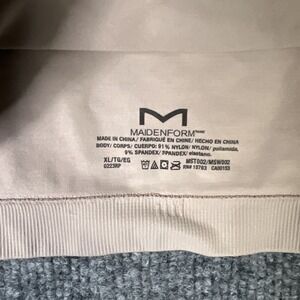 M
MAIDENFORM
MADE IN CHINA/ FABRIQUÉ EN CHINE/ HECHO EN CHINA
BODY/ CORPS/ CUERPO: 91% NYLON/ NYLON/ poliamida,
9% SPANDEX/ SPANDEX/ elastano.
XL/TG/EG MST002/MSW002
0223RP RN# 15763 CA00153